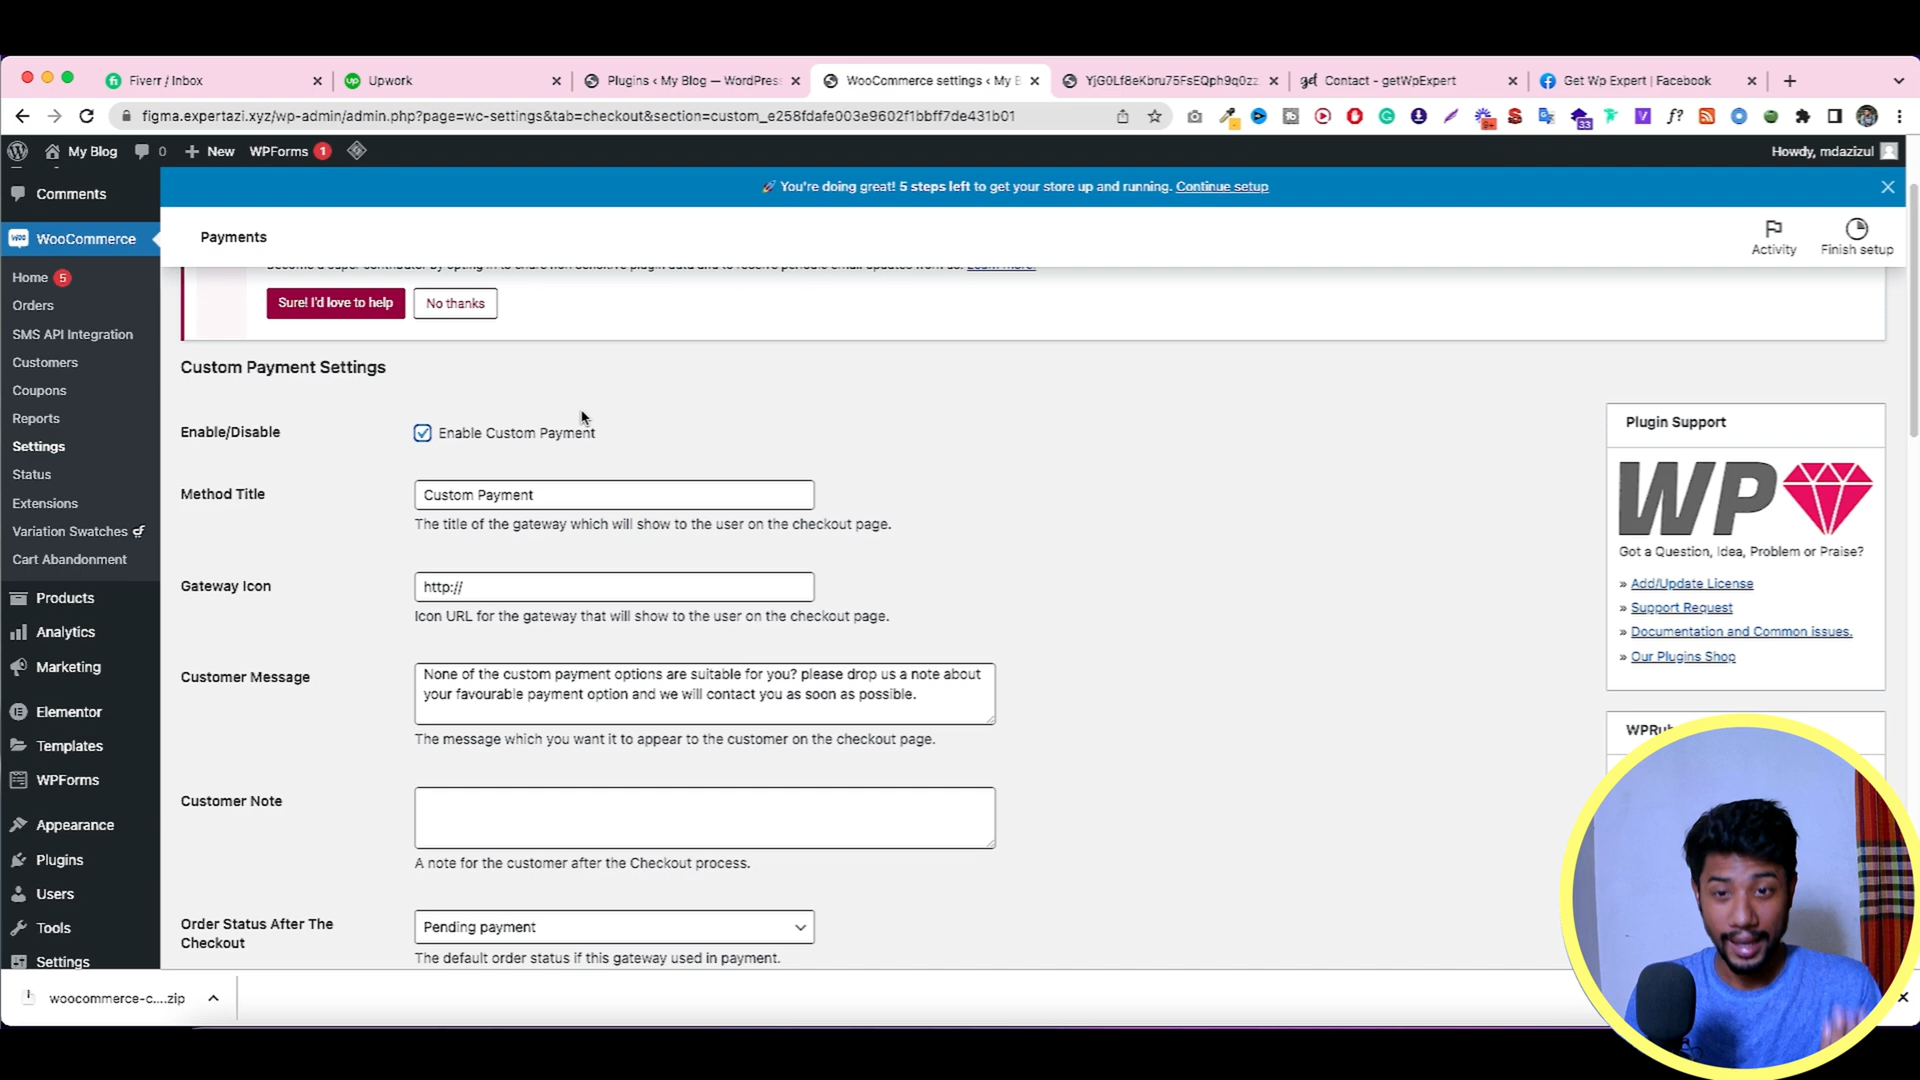 Fiverr / Inbox
Upwork
Plugins ‹ My Blog — WordPres
WooCommerce settings ‹ My B
YjG0Lf8eKbru75FsEQph9q0zz
Contact - getWpExpert
Get Wp Expert | Facebook
figma.expertazi.xyz/wp-admin/admin.php?page=wc-settings&tab=checkout&section=custom_e258fdafe003e9602f1bbff7de431b01
My Blog
0
New
WPForms 1
Howdy, mdazizul
Comments
🚀 You're doing great! 5 steps left to get your store up and running. Continue setup
WooCommerce
Payments
Activity
Finish setup
Home 5
Orders
SMS API Integration
Customers
Coupons
Reports
Settings
Status
Extensions
Variation Swatches
Cart Abandonment
Products
Analytics
Marketing
Elementor
Templates
WPForms
Appearance
Plugins
Users
Tools
Settings
Sure! I'd love to help
No thanks
Custom Payment Settings
Enable/Disable
Enable Custom Payment
Method Title
Custom Payment
The title of the gateway which will show to the user on the checkout page.
Gateway Icon
http://
Icon URL for the gateway that will show to the user on the checkout page.
Customer Message
None of the custom payment options are suitable for you? please drop us a note about
your favourable payment option and we will contact you as soon as possible.
The message which you want it to appear to the customer on the checkout page.
Customer Note
A note for the customer after the Checkout process.
Order Status After The
Checkout
Pending payment
The default order status if this gateway used in payment.
Plugin Support
WP
Got a Question, Idea, Problem or Praise?
» Add/Update License
» Support Request
» Documentation and Common issues.
» Our Plugins Shop
woocommerce-c....zip